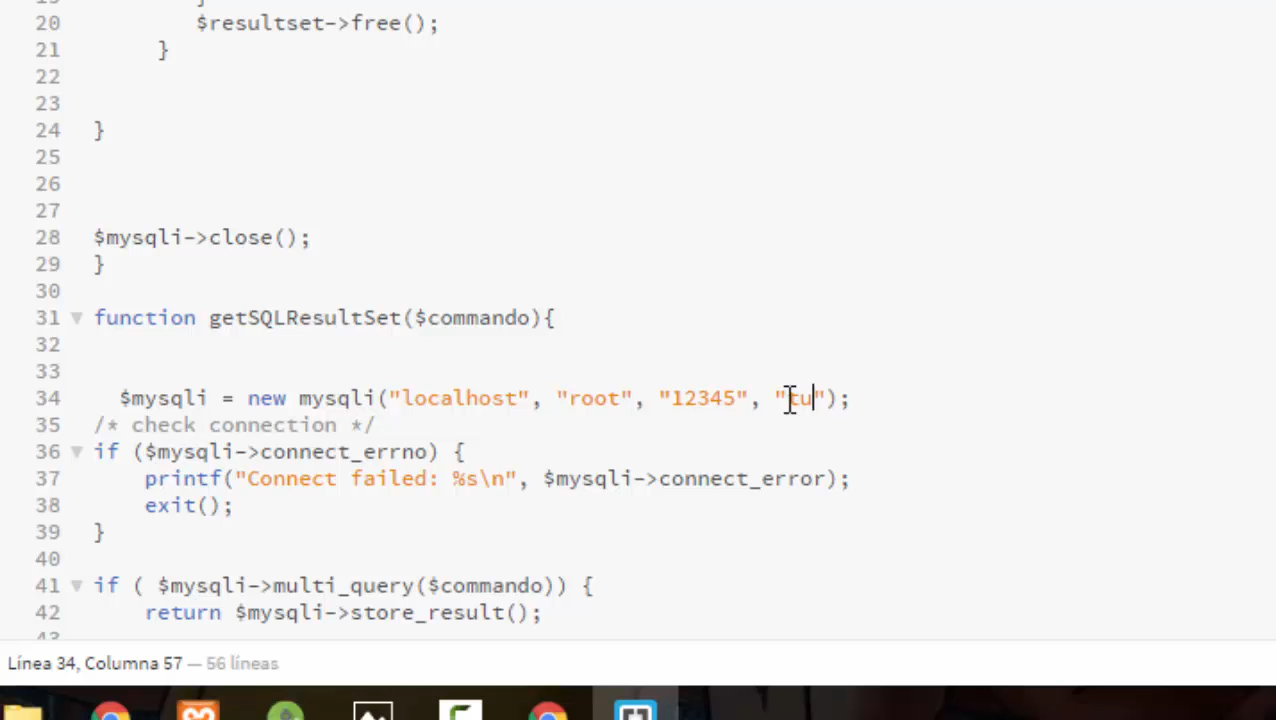 20 $resultset->free();
21 }
22
23
24 }
25
26
27
28 $mysqli->close();
29 }
30
31 function getSQLResultSet($commando){
32
33
34 $mysqli = new mysqli("localhost", "root", "12345", "tu");
35 /* check connection */
36 if ($mysqli->connect_errno) {
37 printf("Connect failed: %s\n", $mysqli->connect_error);
38 exit();
39 }
40
41 if ( $mysqli->multi_query($commando)) {
42 return $mysqli->store_result();
Línea 34, Columna 57 — 56 líneas